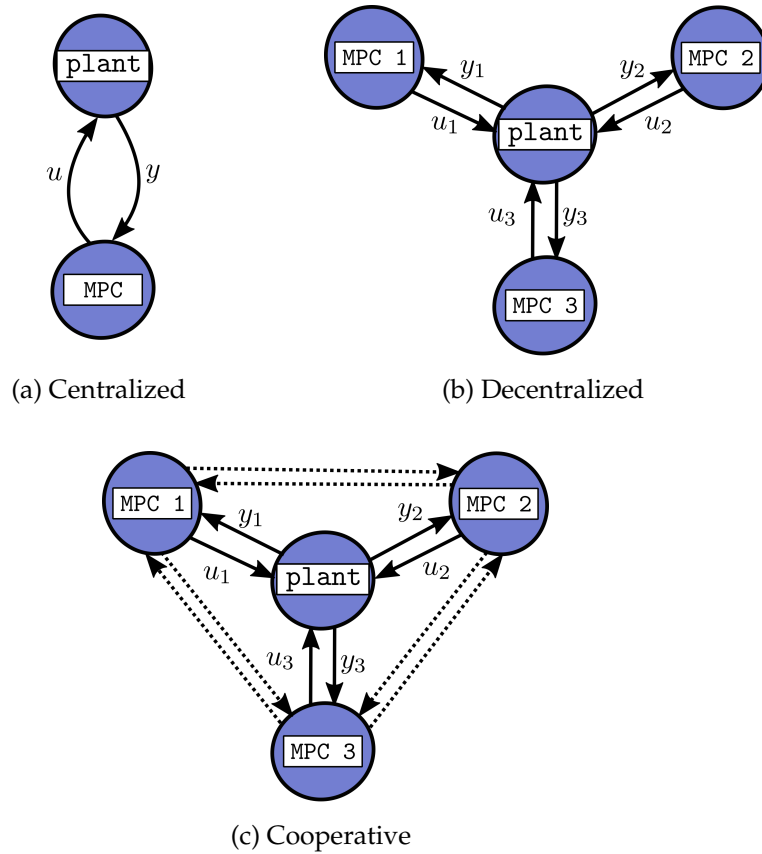 plant
u
y
MPC
(a) Centralized
MPC 1
MPC 2
y1
y2
plant
u1
u2
u3
y3
MPC 3
(b) Decentralized
MPC 1
MPC 2
y1
y2
plant
u1
u2
u3
y3
MPC 3
(c) Cooperative